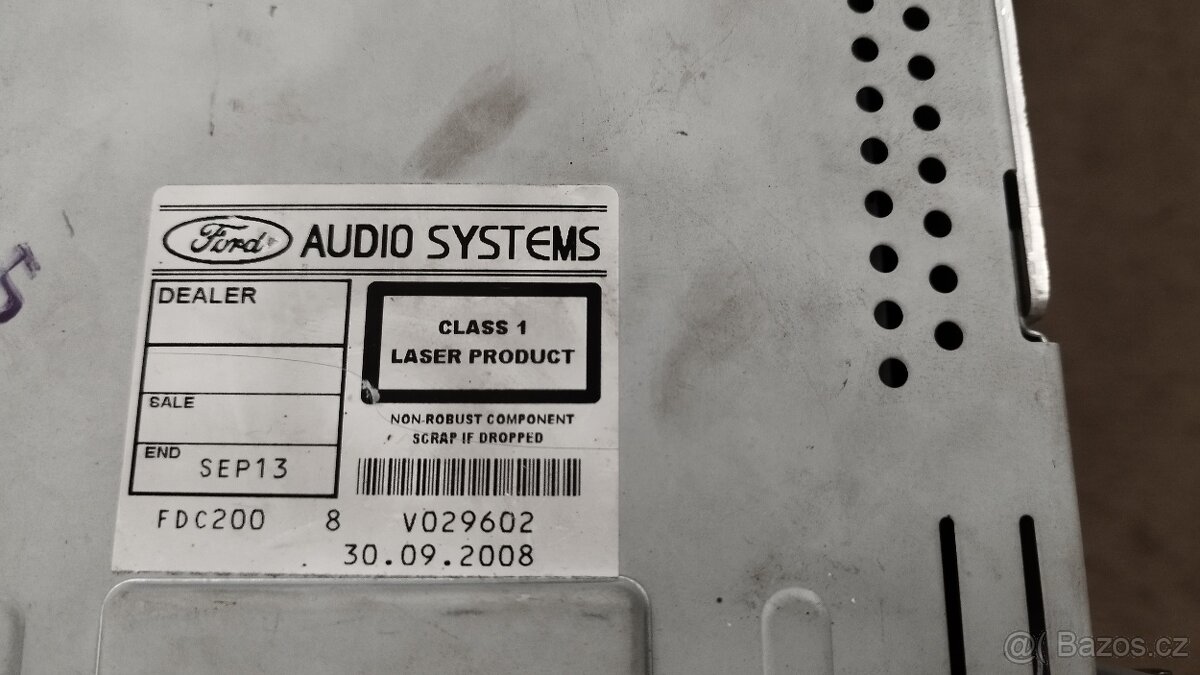 Ford AUDIO SYSTEMS
DEALER
SALE
END SEP13
CLASS 1
LASER PRODUCT
NON-ROBUST COMPONENT
SCRAP IF DROPPED
FDC200 8 V029602
30.09.2008
@( Bazos.cz